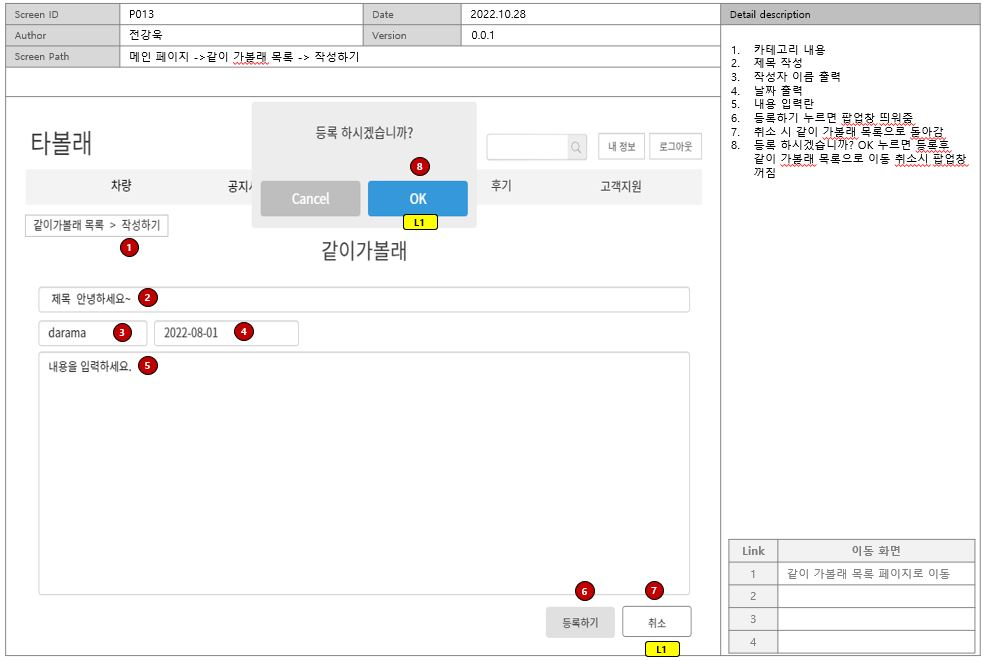 Screen ID P013 Date 2022.10.28
Author 전강욱 Version 0.0.1
Screen Path 메인 페이지 ->같이 가볼래 목록 -> 작성하기
타볼래
등록 하시겠습니까?
8
Cancel OK
L1
내 정보 로그아웃
차량 공지사 후기 고객지원
같이가볼래 목록 > 작성하기
1
같이가볼래
제목 안녕하세요~ 2
darama 3 2022-08-01 4
내용을 입력하세요. 5
6 7
등록하기 취소
L1
Detail description
1. 카테고리 내용
2. 제목 작성
3. 작성자 이름 출력
4. 날짜 출력
5. 내용 입력란
6. 등록하기 누르면 팝업창 띄워줌
7. 취소 시 같이 가볼래 목록으로 돌아감
8. 등록 하시겠습니까? OK 누르면 등록후
같이 가볼래 목록으로 이동 취소시 팝업창
꺼짐
Link 이동 화면
1 같이 가볼래 목록 페이지로 이동
2
3
4